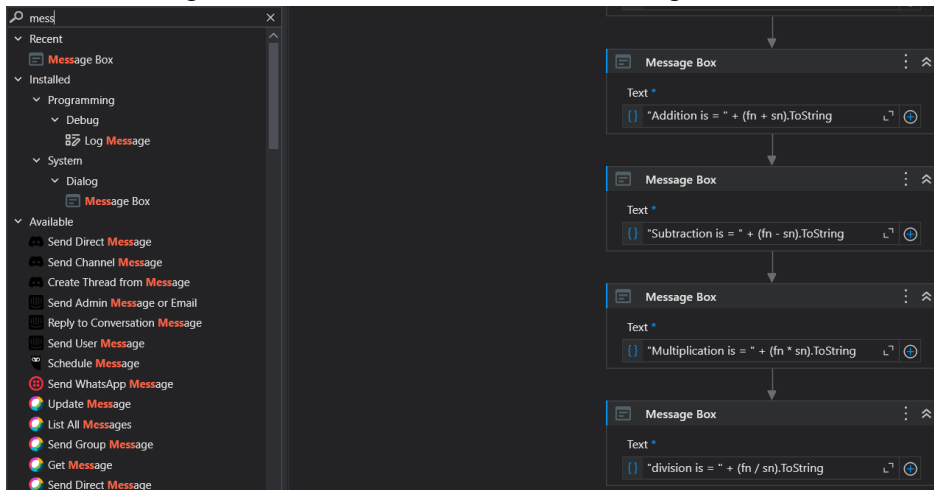 mess
Recent
Message Box
Installed
Programming
Debug
Log Message
System
Dialog
Message Box
Available
Send Direct Message
Send Channel Message
Create Thread from Message
Send Admin Message or Email
Reply to Conversation Message
Send User Message
Schedule Message
Send WhatsApp Message
Update Message
List All Messages
Send Group Message
Get Message
Send Direct Message
Message Box
Text *
"Addition is = " + (fn + sn).ToString
Message Box
Text *
"Subtraction is = " + (fn - sn).ToString
Message Box
Text *
"Multiplication is = " + (fn * sn).ToString
Message Box
Text *
"division is = " + (fn / sn).ToString